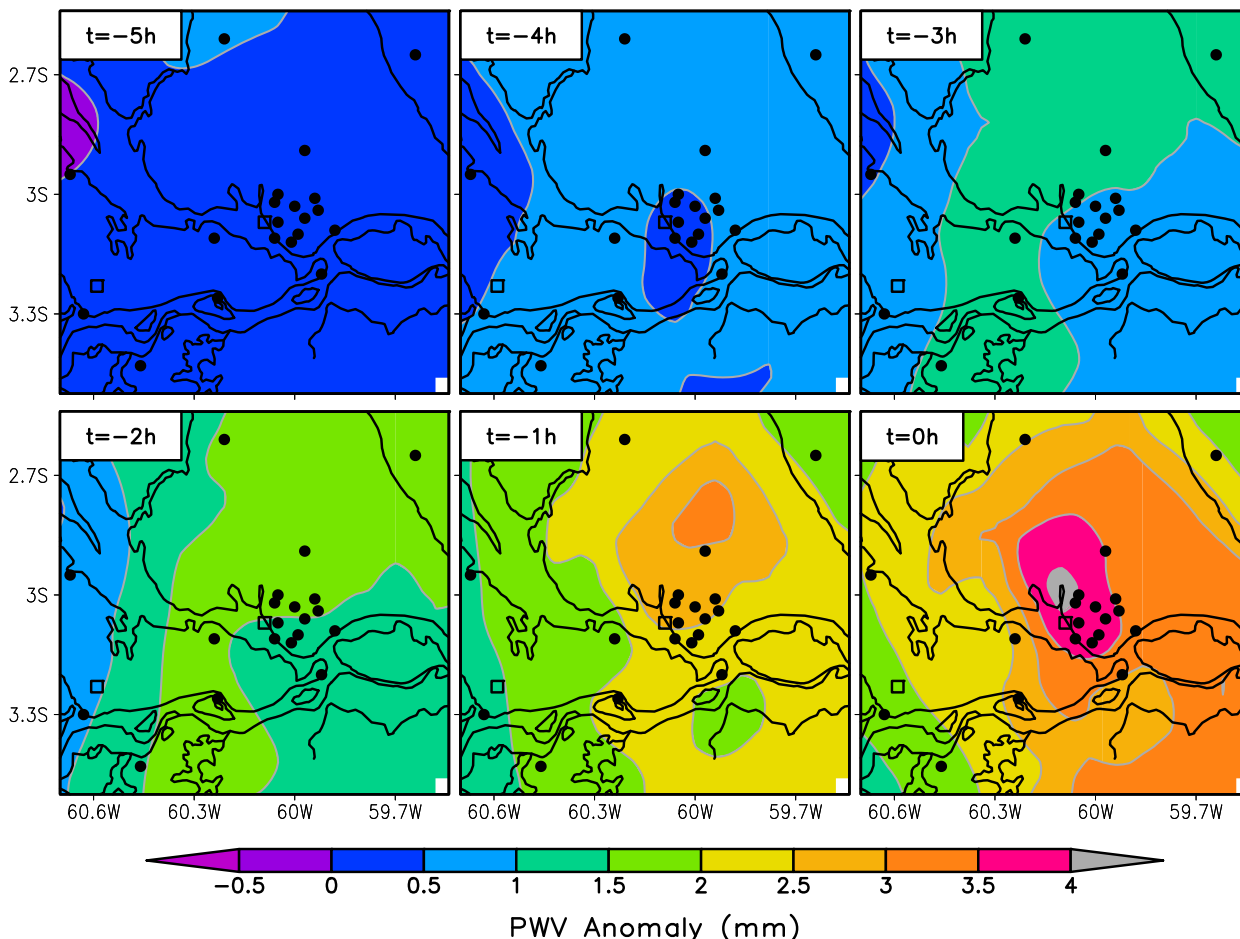 t=−5h t=−4h t=−3h
2.7S
3S
3.3S
t=−2h t=−1h t=0h
2.7S
3S
3.3S
60.6W 60.3W 60W 59.7W 60.6W 60.3W 60W 59.7W 60.6W 60.3W 60W 59.7W
−0.5 0 0.5 1 1.5 2 2.5 3 3.5 4
PWV Anomaly (mm)